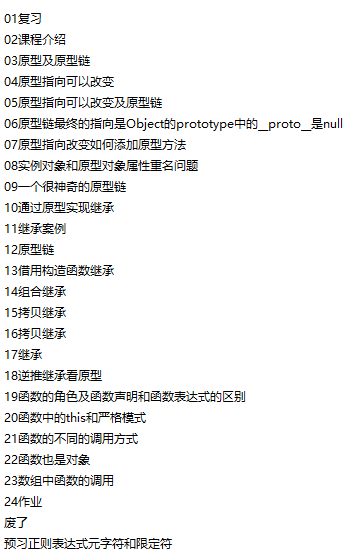 01复习
02课程介绍
03原型及原型链
04原型指向可以改变
05原型指向可以改变及原型链
06原型链最终的指向是Object的prototype中的__proto__是null
07原型指向改变如何添加原型方法
08实例对象和原型对象属性重名问题
09一个很神奇的原型链
10通过原型实现继承
11继承案例
12原型链
13借用构造函数继承
14组合继承
15拷贝继承
16拷贝继承
17继承
18逆推继承看原型
19函数的角色及函数声明和函数表达式的区别
20函数中的this和严格模式
21函数的不同的调用方式
22函数也是对象
23数组中函数的调用
24作业
废了
预习正则表达式元字符和限定符